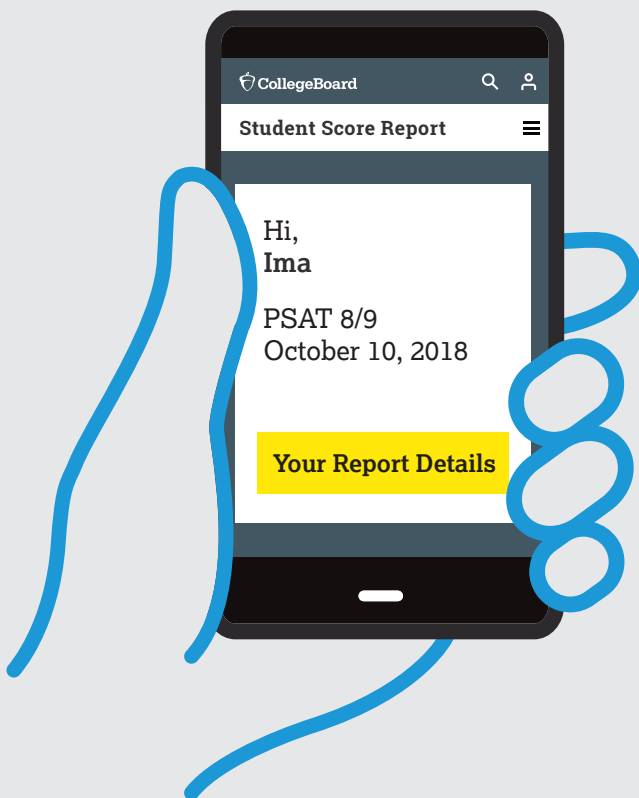 CollegeBoard
Student Score Report
Hi,
Ima
PSAT 8/9
October 10, 2018
Your Report Details